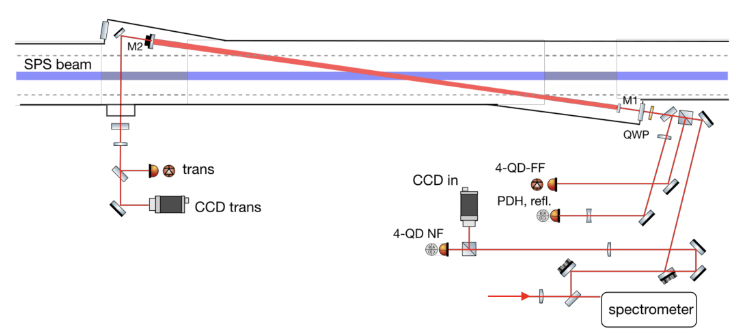 M2
SPS beam
M1
QWP
4-QD-FF
trans
CCD in
PDH, refl.
CCD trans
4-QD NF
spectrometer